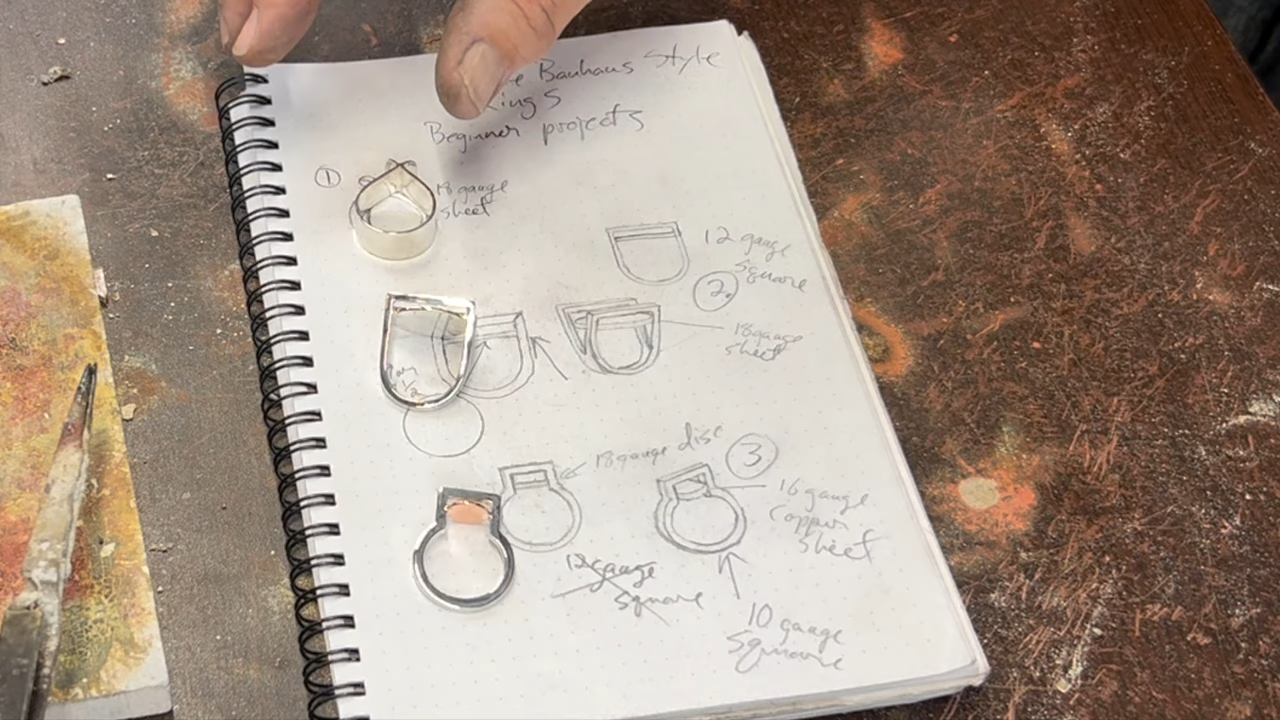 Bauhaus Style
Rings
Beginner projects
①
18 gauge
sheet
12 gauge
square
2.
18 gauge
sheet
18 gauge disc
3
16 gauge
Copper
sheet
12 gauge
square
10 gauge
Square